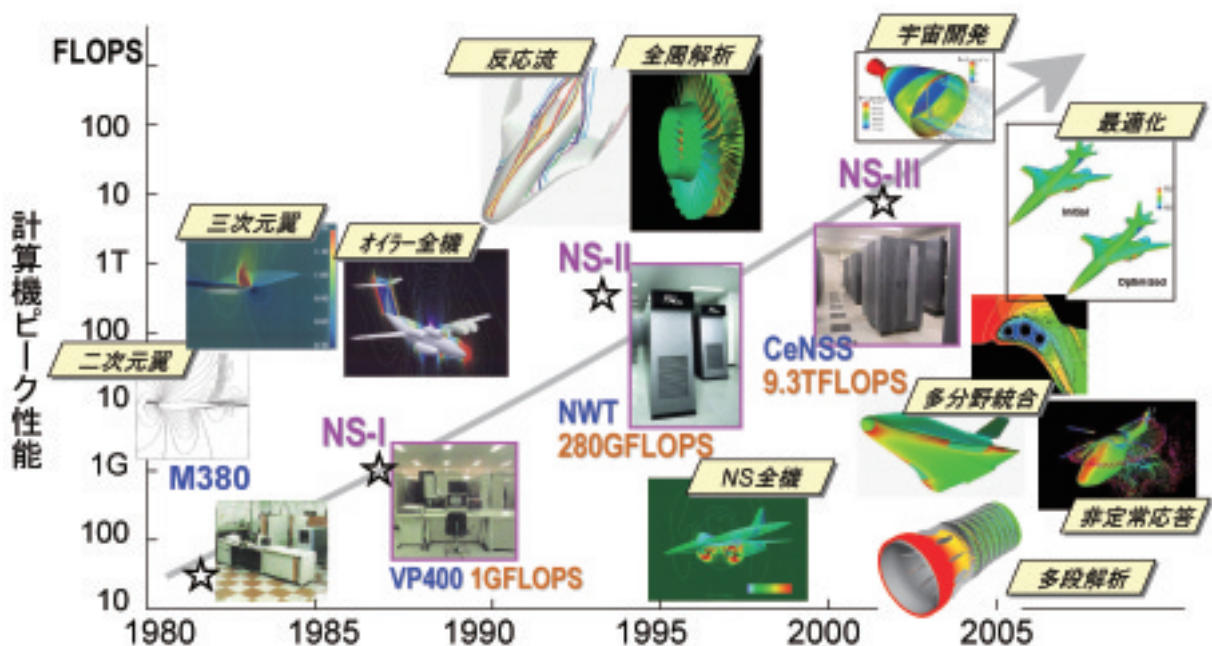 FLOPS
100
10
1T
100
10
1G
100
10
計算機ピーク性能
1980
1985
1990
1995
2000
2005
反応流
全周解析
宇宙開発
最適化
Initial
Optimized
三次元翼
オイラー全機
二次元翼
NS-I
NS-II
NS-III
M380
VP400 1GFLOPS
NWT
280GFLOPS
CeNSS
9.3TFLOPS
NS全機
多分野統合
非定常応答
多段解析